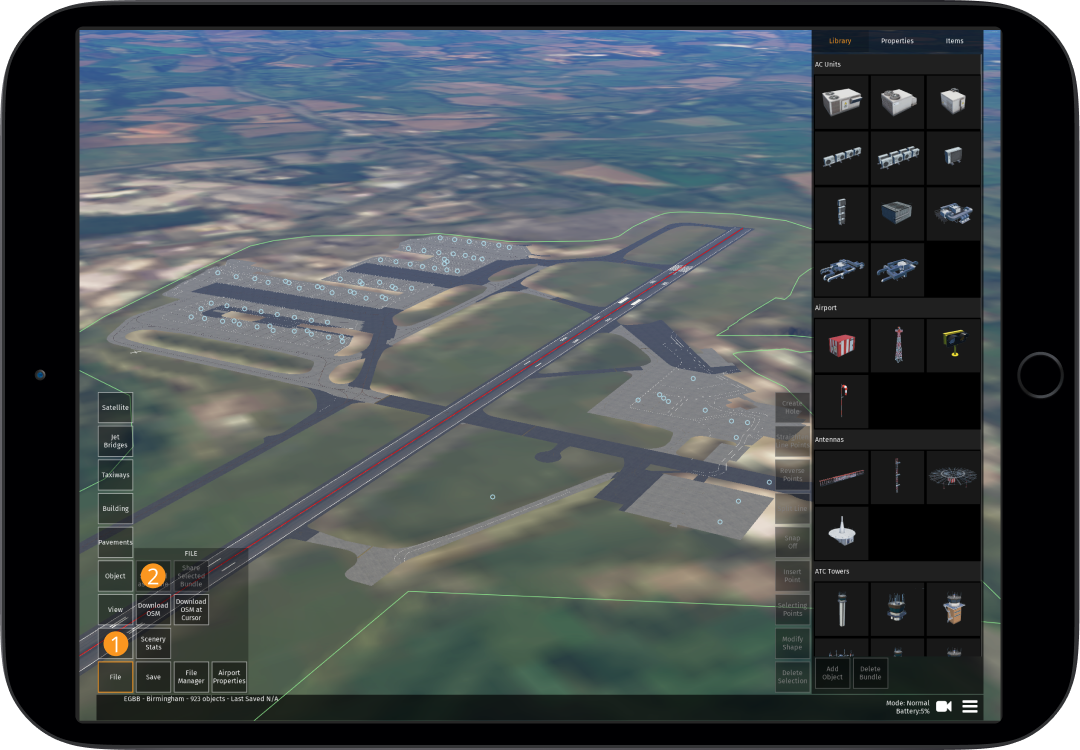 Library Properties Items
AC Units
Airport
Antennas
ATC Towers
Satellite
Jet
Bridges
Taxiways
Building
Pavements
Object
View
File
FILE
2
Share
Selected
Bundle
Download
OSM
Download
OSM at
Cursor
1
Scenery
Stats
Save
File
Manager
Airport
Properties
EGBB - Birmingham - 923 objects - Last Saved N/A
Create
Reverse
Points
Snap
Off
Insert
Point
Selecting
Points
Modify
Shape
Delete
Selection
Add
Object
Delete
Bundle
Mode: Normal
Battery:5%